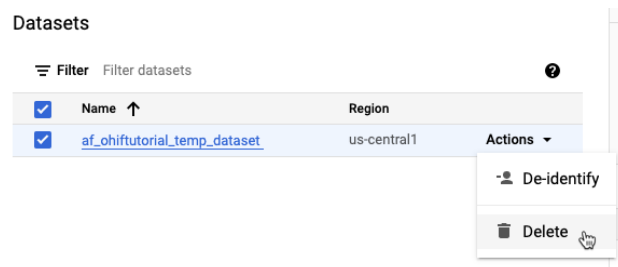 Datasets
Filter Filter datasets
Name Region
af_ohiftutorial_temp_dataset us-central1 Actions
De-identify
Delete